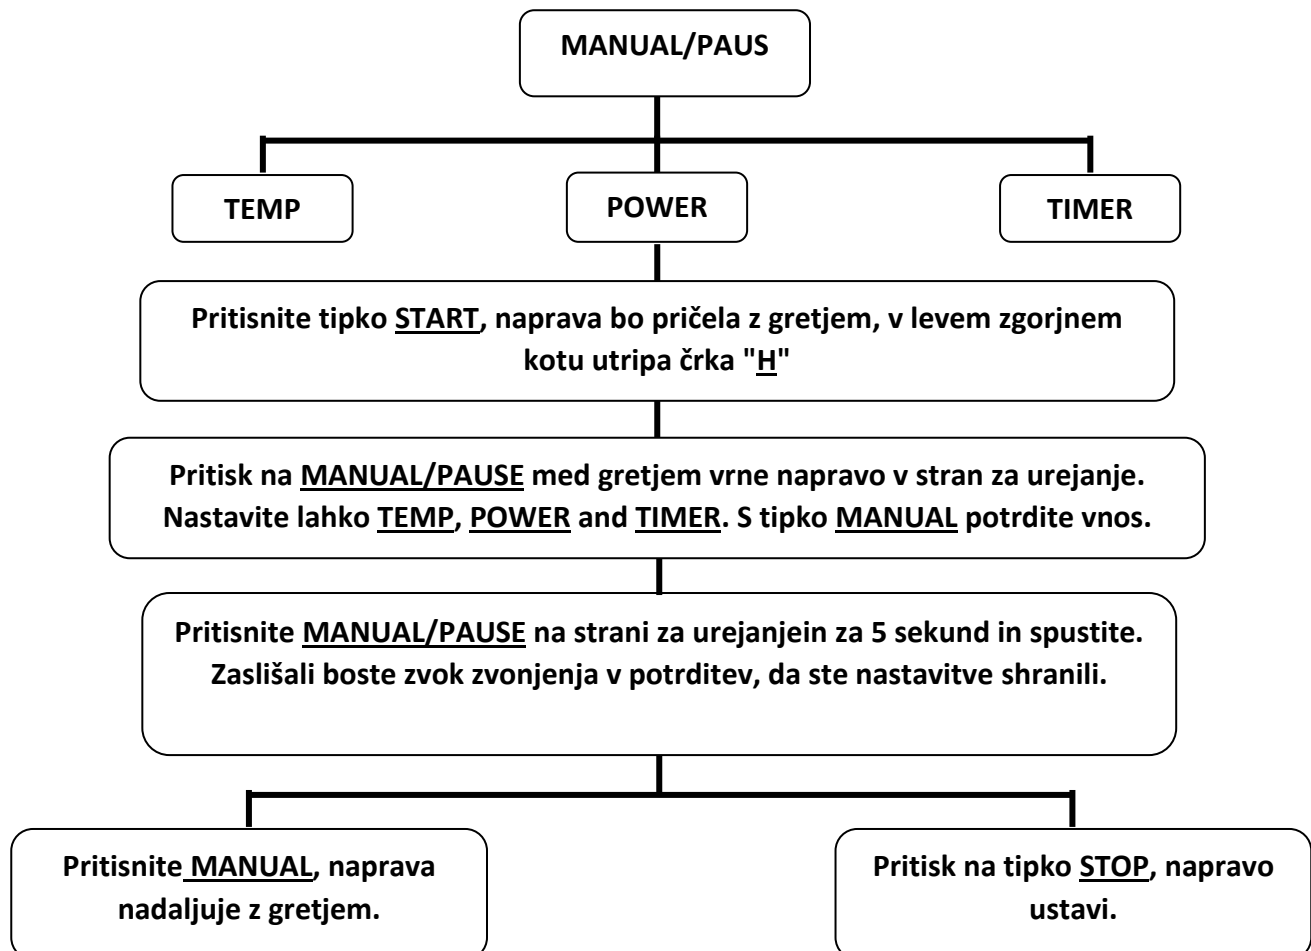 MANUAL/PAUS
TEMP
POWER
TIMER
Pritisnite tipko START, naprava bo pričela z gretjem, v levem zgorjnem
kotu utripa črka "H"
Pritisk na MANUAL/PAUSE med gretjem vrne napravo v stran za urejanje.
Nastavite lahko TEMP, POWER and TIMER. S tipko MANUAL potrdite vnos.
Pritisnite MANUAL/PAUSE na strani za urejanjein za 5 sekund in spustite.
Zaslišali boste zvok zvonjenja v potrditev, da ste nastavitve shranili.
Pritisnite MANUAL, naprava
nadaljuje z gretjem.
Pritisk na tipko STOP, napravo
ustavi.